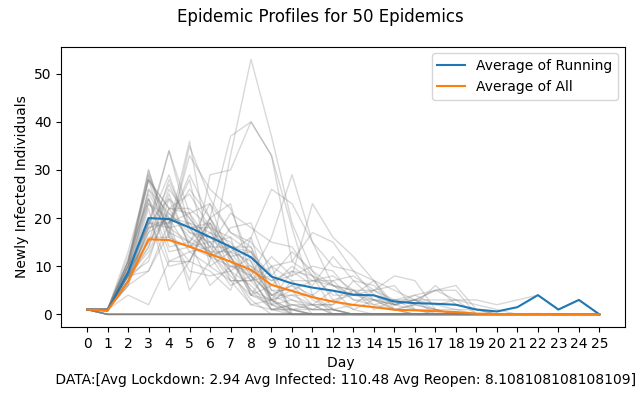 Epidemic Profiles for 50 Epidemics
Newly Infected Individuals
50
40
30
20
10
0
Average of Running
Average of All
0 1 2 3 4 5 6 7 8 9 10 11 12 13 14 15 16 17 18 19 20 21 22 23 24 25
Day
DATA:[Avg Lockdown: 2.94 Avg Infected: 110.48 Avg Reopen: 8.108108108108109]